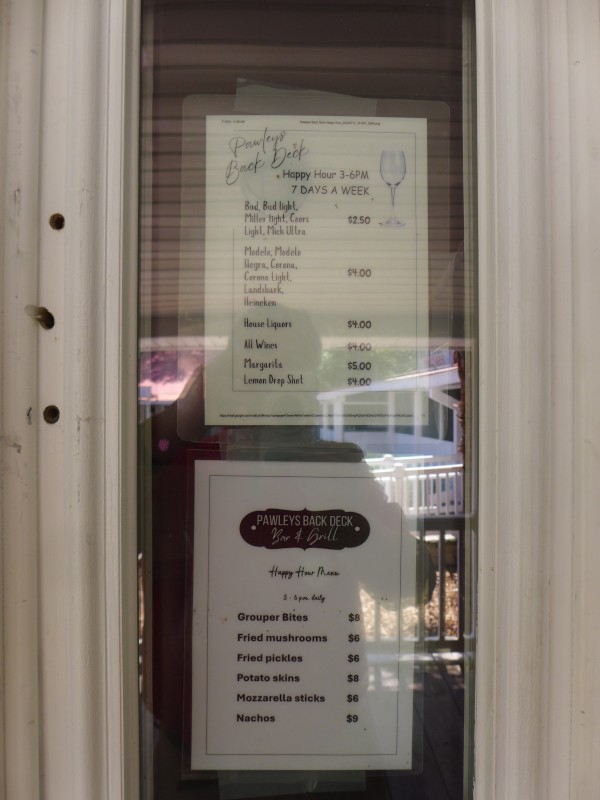 Pawleys
Back Deck
Happy Hour 3-6PM
7 DAYS A WEEK
Bud, Bud light,
Miller light, Coors $2.50
Light, Mich Ultra
Modelo, Modelo
Negra, Corona, $4.00
Corona Light,
Landshark,
Heineken
House Liquors $4.00
All Wines $4.00
Margarita $5.00
Lemon Drop Shot $4.00
PAWLEYS BACK DECK
Bar & Grill
Happy Hour Menu
3 - 6 pm daily
Grouper Bites $8
Fried mushrooms $6
Fried pickles $6
Potato skins $8
Mozzarella sticks $6
Nachos $9